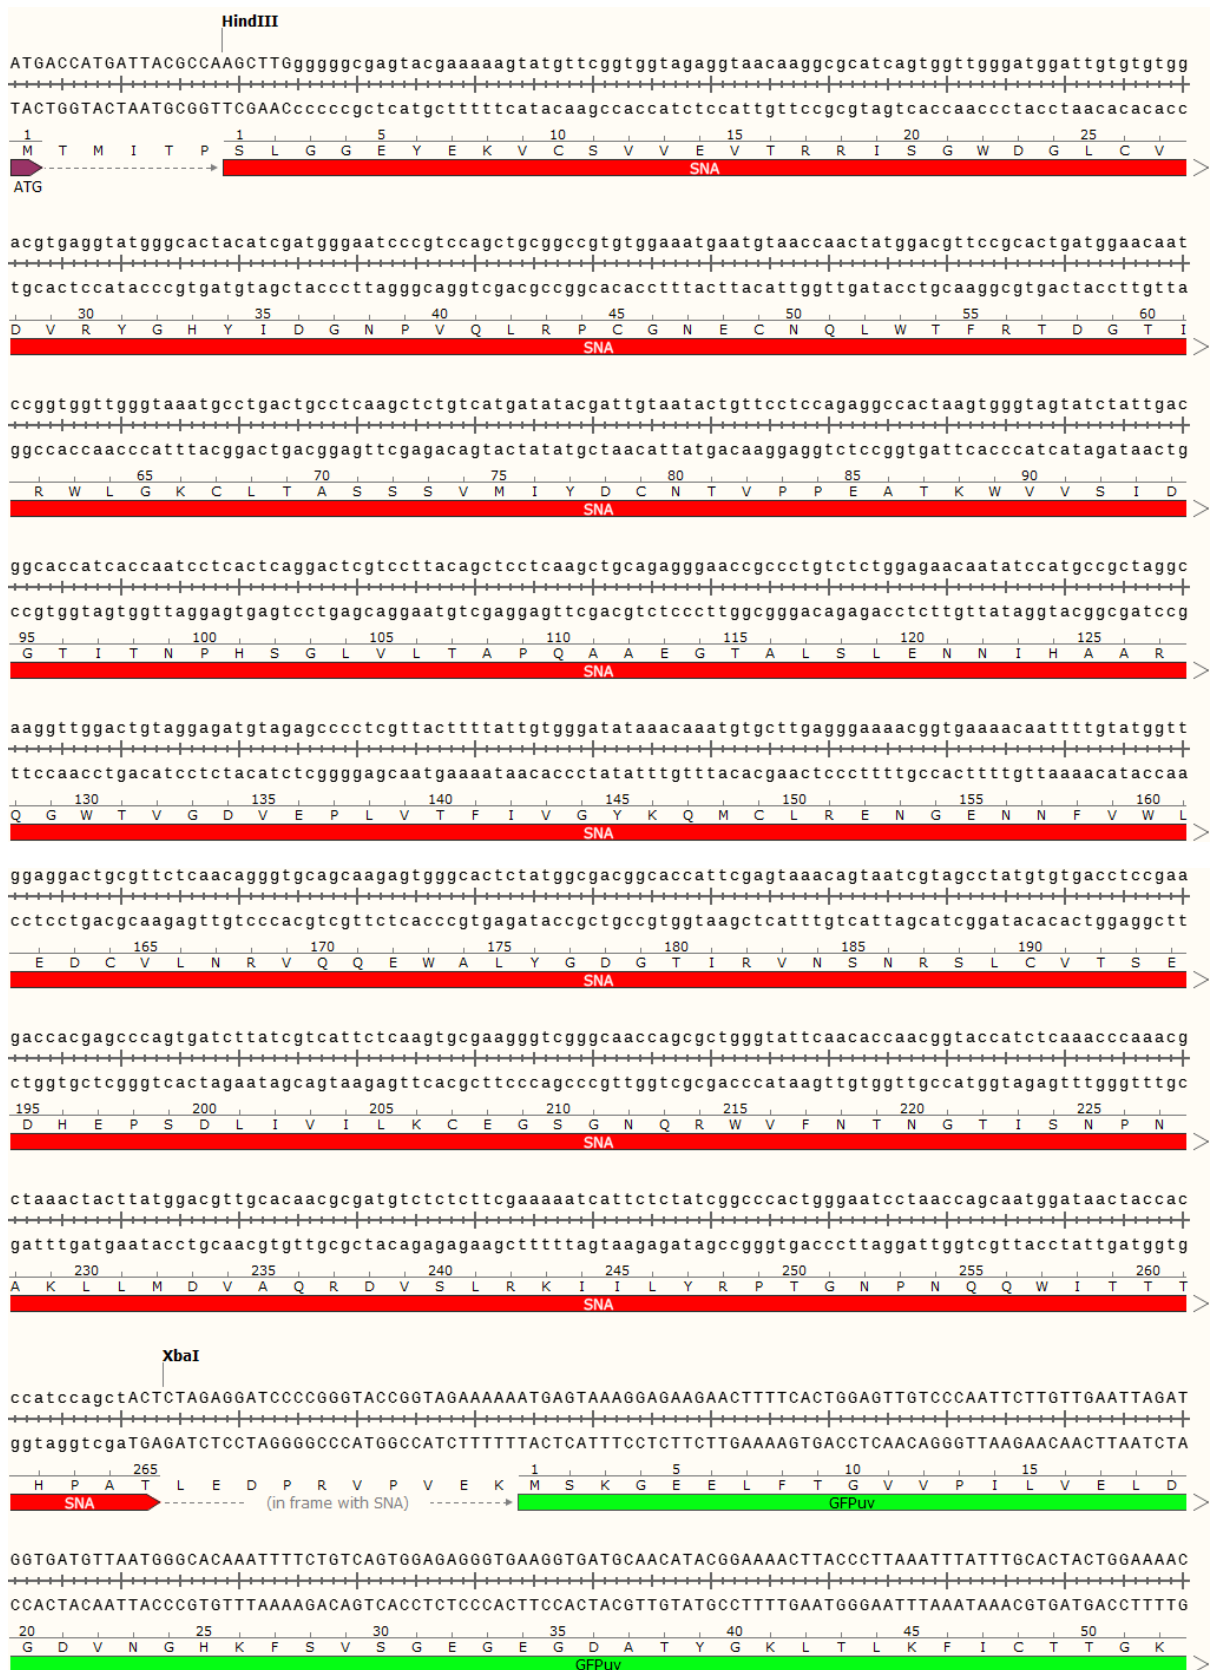 HindIII
ATGACCATGATTACGCCAAGCTTGgggggcgagtacgaaaaagtatgttcggtggtagaggtaacaaggcgcatcagtggttgggatggattgtgtgtgg
TACTGGTACTAATGCGGTTCGAACcccccgctcatgctttttcatacaagccaccatctccattgttccgcgtagtcaccaaccctacctaacacacacc
1 1 5 10 15 20 25
M T M I T P S L G G E Y E K V C S V V E V T R R I S G W D G L C V
SNA
ATG
acgtgaggtatgggcactacatcgatgggaatcccgtccagctgcggccgtgtggaaatgaatgtaaccaactatggacgttccgcactgatggaacaat
tgcactccatacccgtgatgtagctacccttagggcaggtcgacgccggcacacctttacttacattggttgatacctgcaaggcgtgactaccttgtta
30 35 40 45 50 55 60
D V R Y G H Y I D G N P V Q L R P C G N E C N Q L W T F R T D G T I
SNA
ccggtggttgggtaaatgcctgactgcctcaagctctgtcatgatatacgattgtaatactgttcctccagaggccactaagtgggtagtatctattgac
ggccaccaacccatttacggactgacggagttcgagacagtactatatgctaacattatgacaaggaggtctccggtgattcacccatcatagataactg
65 70 75 80 85 90
R W L G K C L T A S S S V M I Y D C N T V P P E A T K W V V S I D
SNA
ggcaccatcaccaatcctcactcaggactcgtccttacagctcctcaagctgcagagggaaccgccctgtctctggagaacaatatccatgccgctaggc
ccgtggtagtggttaggagtgagtcctgagcaggaatgtcgaggagttcgacgtctcccttggcgggacagagacctcttgttataggtacggcgatccg
95 100 105 110 115 120 125
G T I T N P H S G L V L T A P Q A A E G T A L S L E N N I H A A R
SNA
aaggttggactgtaggagatgtagagcccctcgttacttttattgtgggatataaacaaatgtgcttgagggaaaacggtgaaaacaattttgtatggtt
ttccaacctgacatcctctacatctcggggagcaatgaaaataacaccctatatttgtttacacgaactcccttttgccacttttgttaaaacataccaa
130 135 140 145 150 155 160
Q G W T V G D V E P L V T F I V G Y K Q M C L R E N G E N N F V W L
SNA
ggaggactgcgttctcaacagggtgcagcaagagtgggcactctatggcgacggcaccattcgagtaaacagtaatcgtagcctatgtgtgacctccgaa
cctcctgacgcaagagttgtcccacgtcgttctcacccgtgagataccgctgccgtggtaagctcatttgtcattagcatcggatacacactggaggctt
165 170 175 180 185 190
E D C V L N R V Q Q E W A L Y G D G T I R V N S N R S L C V T S E
SNA
gaccacgagcccagtgatcttatcgtcattctcaagtgcgaagggtcgggcaaccagcgctgggtattcaacaccaacggtaccatctcaaacccaaacg
ctggtgctcgggtcactagaatagcagtaagagttcacgcttcccagcccgttggtcgcgacccataagttgtggttgccatggtagagtttgggtttgc
195 200 205 210 215 220 225
D H E P S D L I V I L K C E G S G N Q R W V F N T N G T I S N P N
SNA
ctaaactacttatggacgttgcacaacgcgatgtctctcttcgaaaaatcattctctatcggcccactgggaatcctaaccagcaatggataactaccac
gatttgatgaatacctgcaacgtgttgcgctacagagagaagctttttagtaagagatagccgggtgacccttaggattggtcgttacctattgatggtg
230 235 240 245 250 255 260
A K L L M D V A Q R D V S L R K I I L Y R P T G N P N Q Q W I T T T
SNA
XbaI
ccatccagctACTCTAGAGGATCCCCGGGTACCGGTAGAAAAAATGAGTAAAGGAGAAGAACTTTTCACTGGAGTTGTCCCAATTCTTGTTGAATTAGAT
ggtaggtcgaTGAGATCTCCTAGGGGCCCATGGCCATCTTTTTTACTCATTTCCTCTTCTTGAAAAGTGACCTCAACAGGGTTAAGAACAACTTAATCTA
265 1 5 10 15
H P A T L E D P R V P V E K M S K G E E L F T G V V P I L V E L D
SNA (in frame with SNA) GFPuv
GGTGATGTTAATGGGCACAAATTTTCTGTCAGTGGAGAGGGTGAAGGTGATGCAACATACGGAAAACTTACCCTTAAATTTATTTGCACTACTGGAAAAC
CCACTACAATTACCCGTGTTTAAAAGACAGTCACCTCTCCCACTTCCACTACGTTGTATGCCTTTTGAATGGGAATTTAAATAAACGTGATGACCTTTTG
20 25 30 35 40 45 50
G D V N G H K F S V S G E G E G D A T Y G K L T L K F I C T T G K
GFPuv